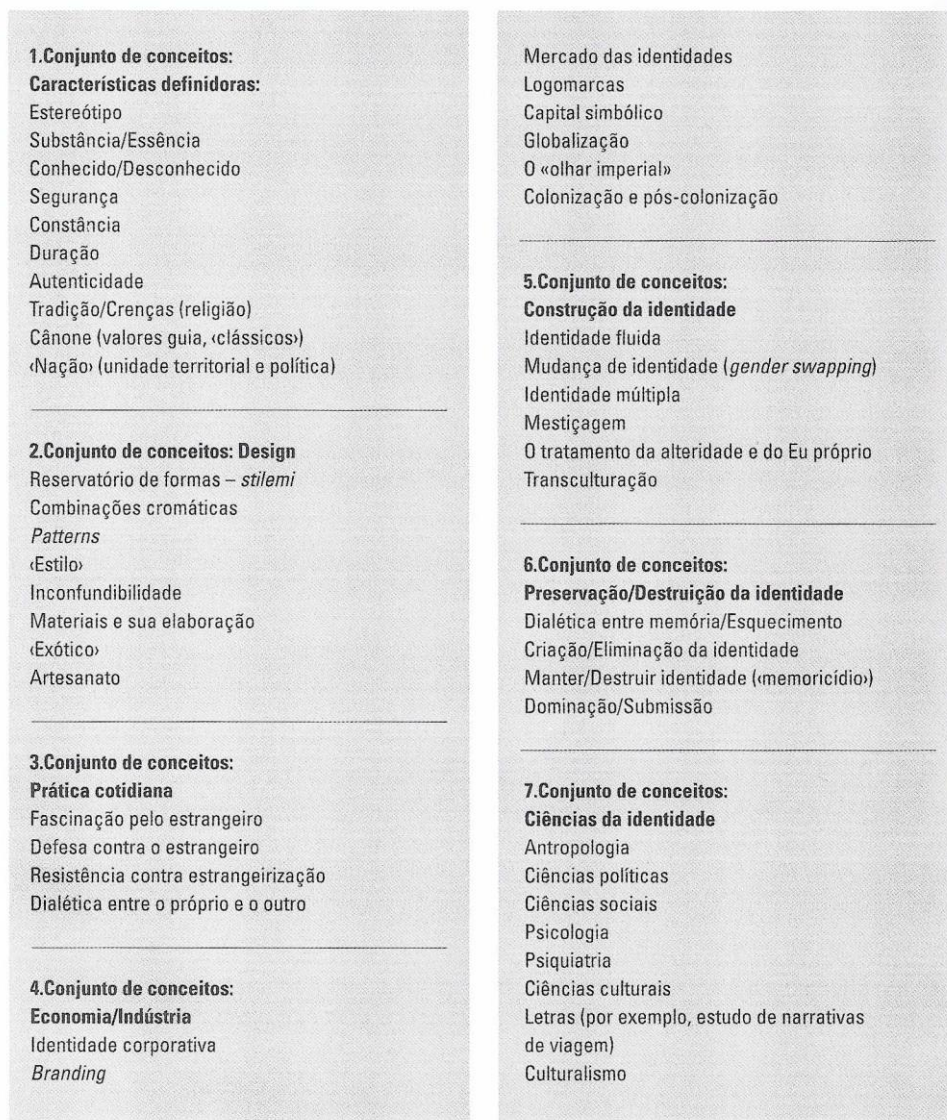 1.Conjunto de conceitos:
Características definidoras:
Estereótipo
Substância/Essência
Conhecido/Desconhecido
Segurança
Constância
Duração
Autenticidade
Tradição/Crenças (religião)
Cânone (valores guia, ‹clássicos›)
‹Nação› (unidade territorial e política)
2.Conjunto de conceitos: Design
Reservatório de formas – stilemi
Combinações cromáticas
Patterns
‹Estilo›
Inconfundibilidade
Materiais e sua elaboração
‹Exótico›
Artesanato
3.Conjunto de conceitos:
Prática cotidiana
Fascinação pelo estrangeiro
Defesa contra o estrangeiro
Resistência contra estrangeirização
Dialética entre o próprio e o outro
4.Conjunto de conceitos:
Economia/Indústria
Identidade corporativa
Branding
Mercado das identidades
Logomarcas
Capital simbólico
Globalização
O «olhar imperial»
Colonização e pós-colonização
5.Conjunto de conceitos:
Construção da identidade
Identidade fluida
Mudança de identidade (gender swapping)
Identidade múltipla
Mestiçagem
O tratamento da alteridade e do Eu próprio
Transculturação
6.Conjunto de conceitos:
Preservação/Destruição da identidade
Dialética entre memória/Esquecimento
Criação/Eliminação da identidade
Manter/Destruir identidade (‹memoricídio›)
Dominação/Submissão
7.Conjunto de conceitos:
Ciências da identidade
Antropologia
Ciências políticas
Ciências sociais
Psicologia
Psiquiatria
Ciências culturais
Letras (por exemplo, estudo de narrativas
de viagem)
Culturalismo